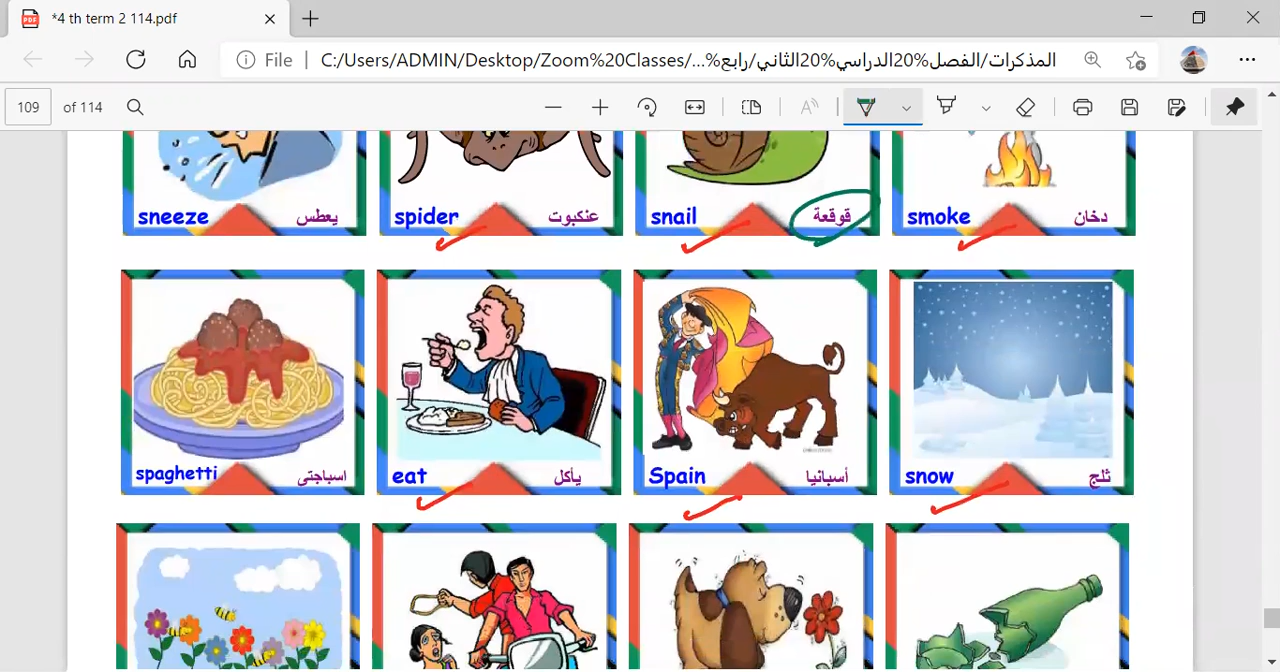 *4 th term 2 114.pdf
File
C:/Users/ADMIN/Desktop/Zoom%20Classes/...المذكرات/الفصل%20الدراسي%20الثاني/رابع%
109 of 114
sneeze يعطس
spider عنكبوت
snail قوقعة
smoke دخان
spaghetti اسباجتى
eat يأكل
Spain أسبانيا
snow ثلج